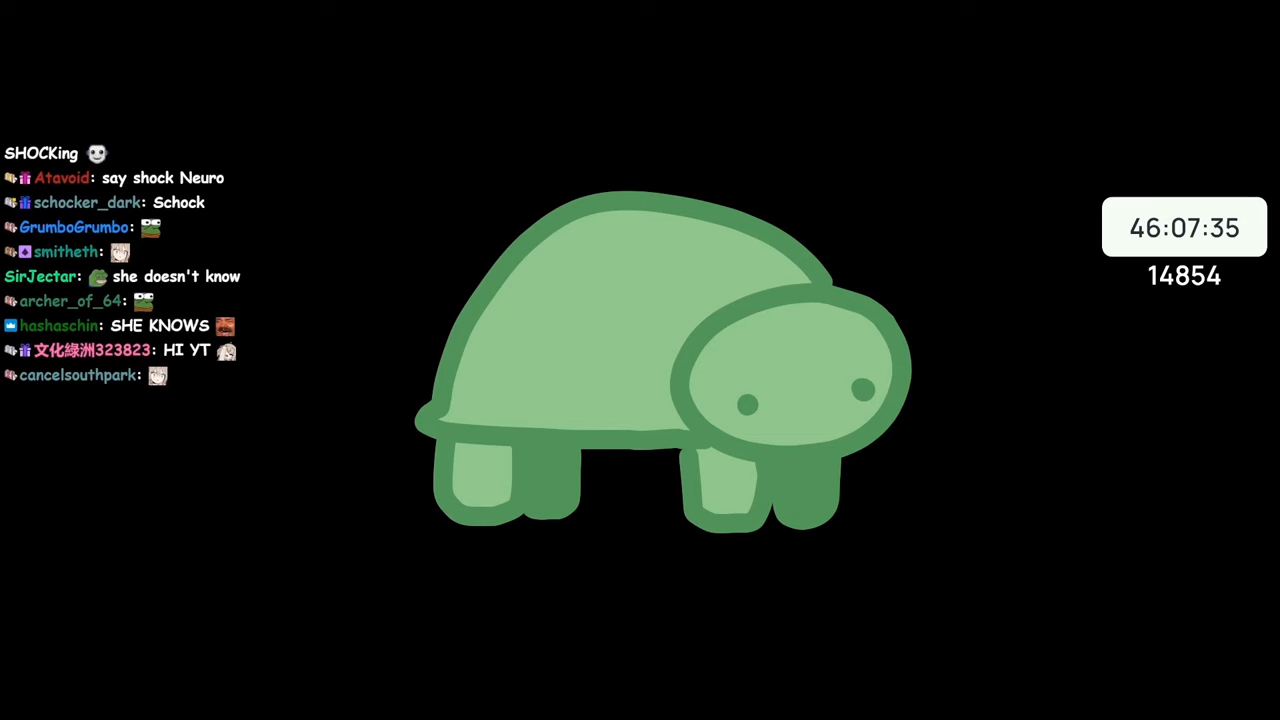 SHOCKing
Atavoid: say shock Neuro
schocker_dark: Schock
GrumboGrumbo:
smitheth:
SirJectar: she doesn't know
archer_of_64:
hashaschin: SHE KNOWS
文化綠洲323823: HI YT
cancelsouthpark:
46:07:35
14854